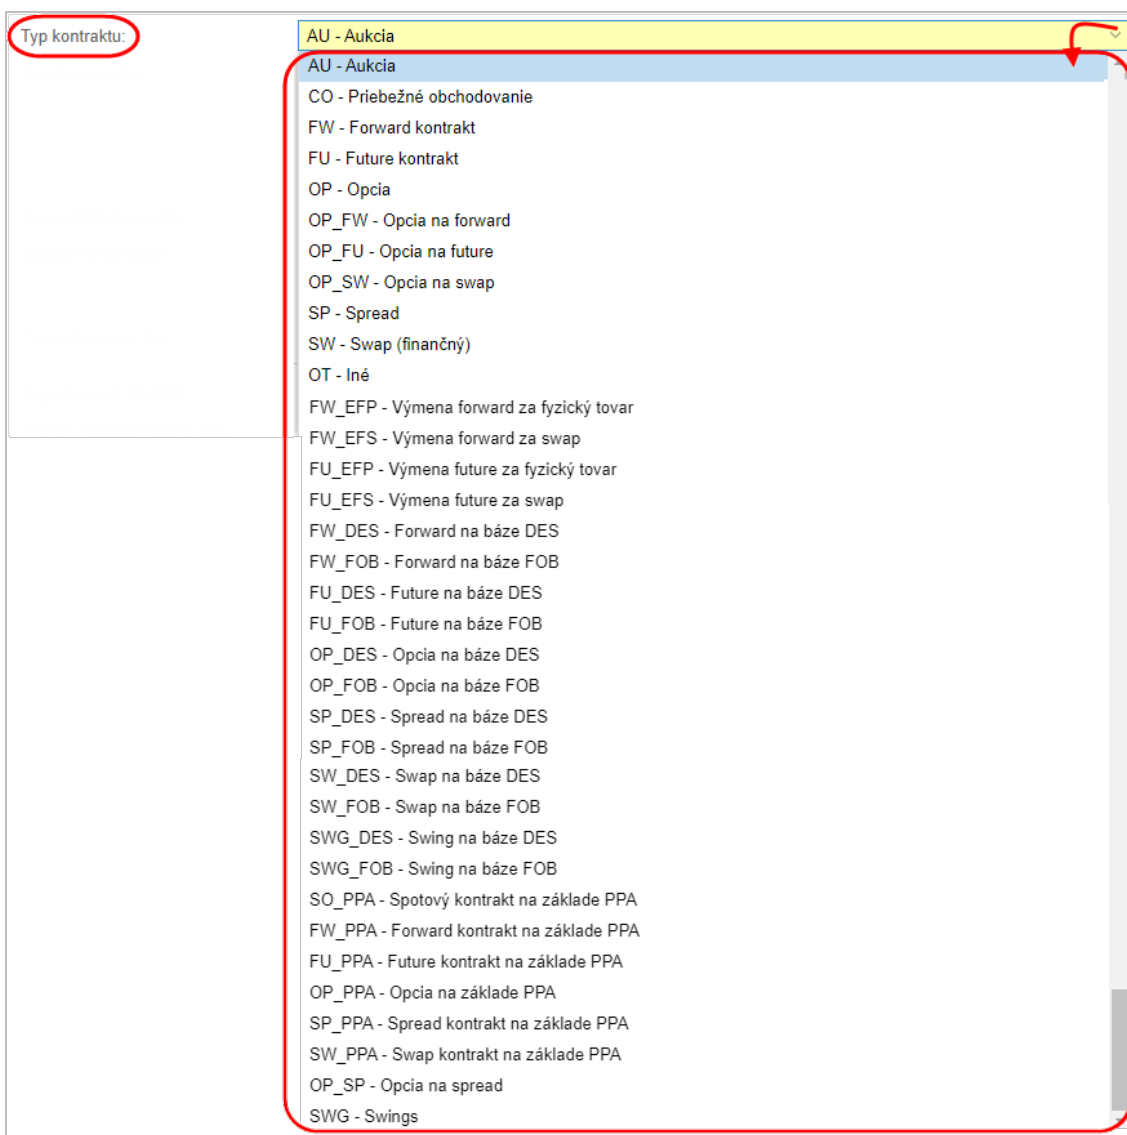 Typ kontraktu:
AU - Aukcia
AU - Aukcia
CO - Priebežné obchodovanie
FW - Forward kontrakt
FU - Future kontrakt
OP - Opcia
OP_FW - Opcia na forward
OP_FU - Opcia na future
OP_SW - Opcia na swap
SP - Spread
SW - Swap (finančný)
OT - Iné
FW_EFP - Výmena forward za fyzický tovar
FW_EFS - Výmena forward za swap
FU_EFP - Výmena future za fyzický tovar
FU_EFS - Výmena future za swap
FW_DES - Forward na báze DES
FW_FOB - Forward na báze FOB
FU_DES - Future na báze DES
FU_FOB - Future na báze FOB
OP_DES - Opcia na báze DES
OP_FOB - Opcia na báze FOB
SP_DES - Spread na báze DES
SP_FOB - Spread na báze FOB
SW_DES - Swap na báze DES
SW_FOB - Swap na báze FOB
SWG_DES - Swing na báze DES
SWG_FOB - Swing na báze FOB
SO_PPA - Spotový kontrakt na základe PPA
FW_PPA - Forward kontrakt na základe PPA
FU_PPA - Future kontrakt na základe PPA
OP_PPA - Opcia na základe PPA
SP_PPA - Spread kontrakt na základe PPA
SW_PPA - Swap kontrakt na základe PPA
OP_SP - Opcia na spread
SWG - Swings